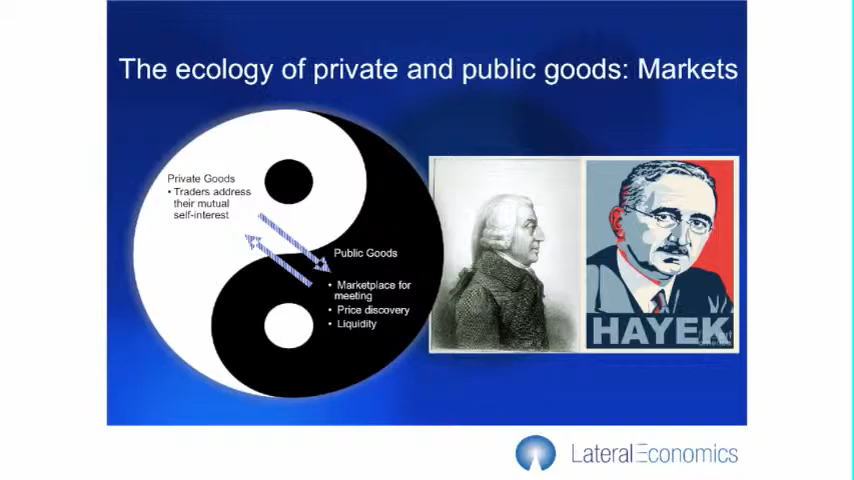 The ecology of private and public goods: Markets
Private Goods
• Traders address
their mutual
self-interest
Public Goods
• Marketplace for
meeting
• Price discovery
• Liquidity
HAYEK
LateralEconomics